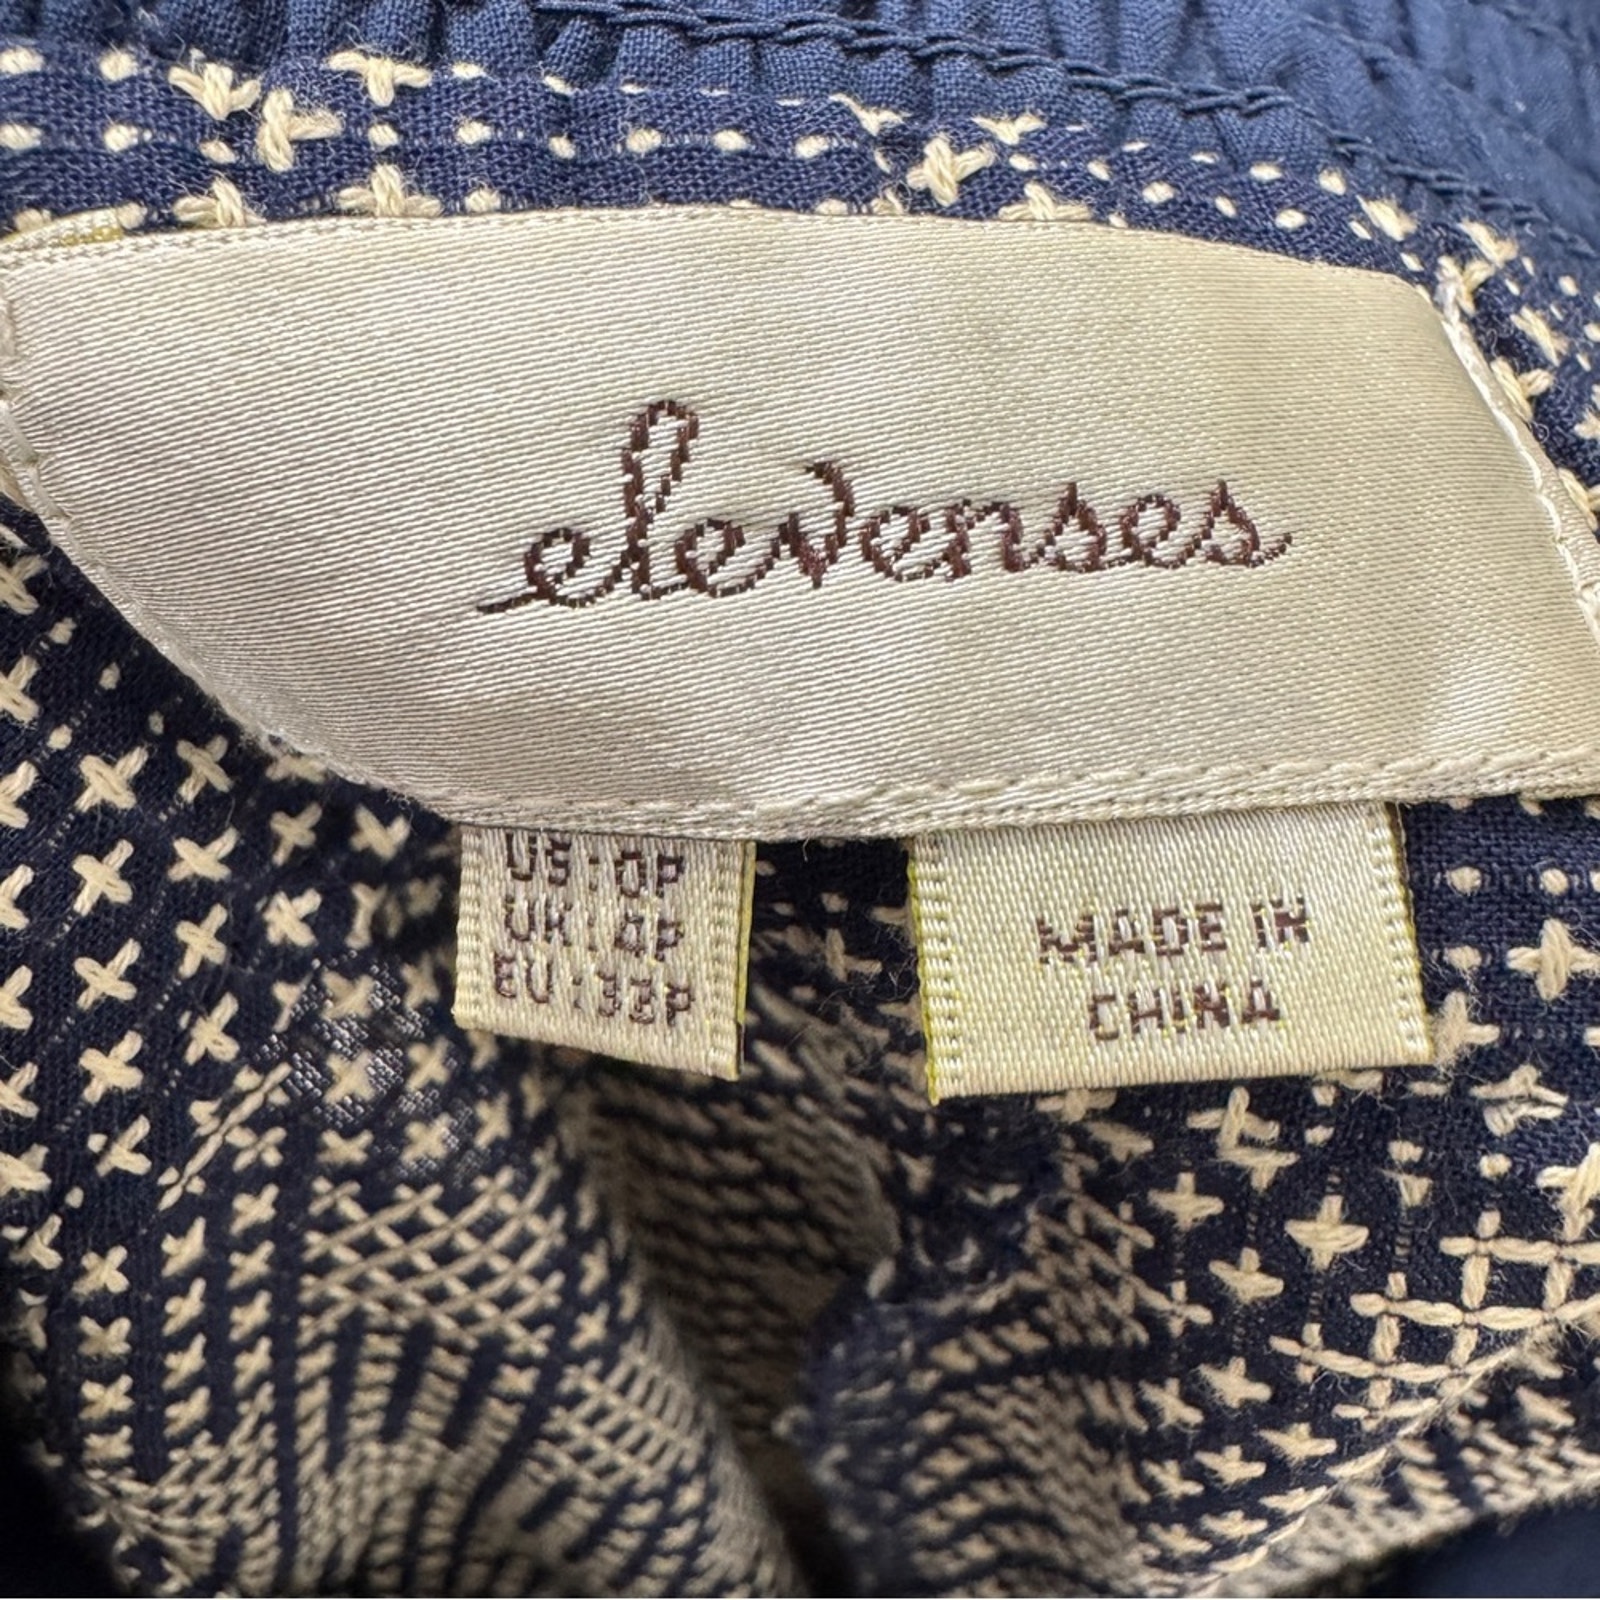 elevenses
US:0P
UK:4P
EU:33P
MADE IN
CHINA